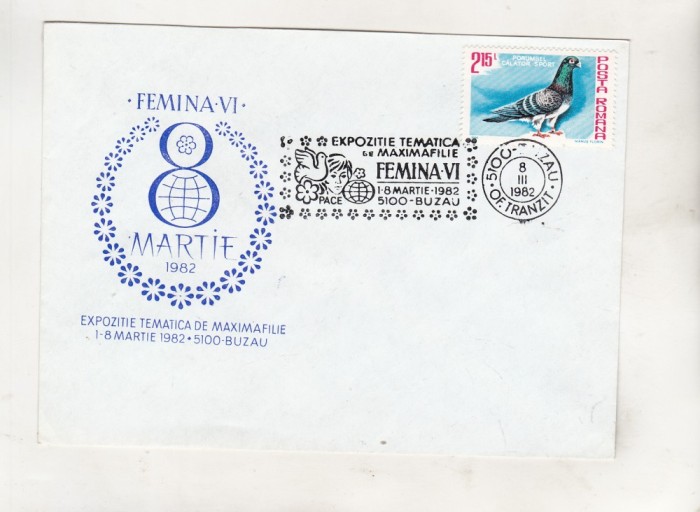 FEMINA·VI
8
MARTIE
1982
EXPOZITIE TEMATICA DE MAXIMAFILIE
1-8 MARTIE 1982 • 5100-BUZAU
EXPOZITIE TEMATICA
DE MAXIMAFILIE
FEMINA·VI
1-8 MARTIE·1982
PACE
5100-BUZAU
2,15 L
PORUMBEL
CĂLĂTOR SPORT
POSTA ROMANA
8
III
1982
OF. TRANZIT